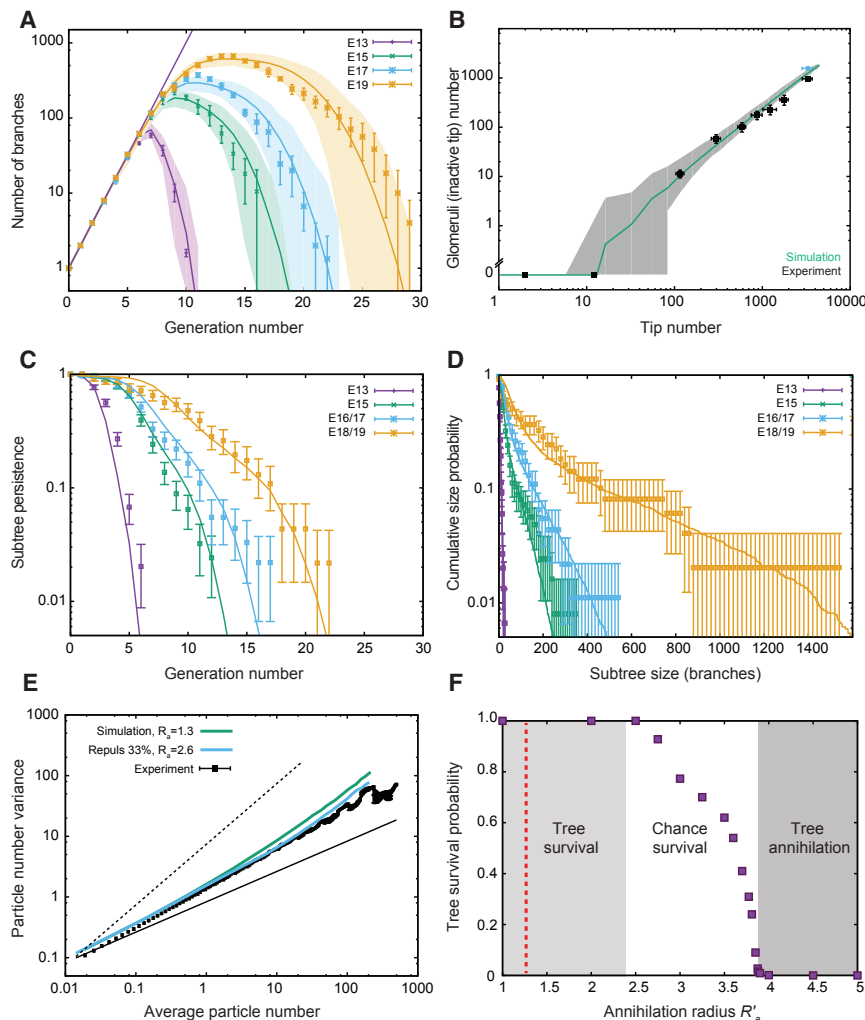 A
1000
100
10
1
0
5
10
15
20
25
30
Number of branches
Generation number
E13
E15
E17
E19
B
1000
100
10
1
0
1
10
100
1000
10000
Glomeruli (inactive tip) number
Tip number
Simulation
Experiment
C
1
0.1
0.01
0
5
10
15
20
25
30
Subtree persistence
Generation number
E13
E15
E16/17
E18/19
D
1
0.1
0.01
0
200
400
600
800
1000
1200
1400
Cumulative size probability
Subtree size (branches)
E13
E15
E16/17
E18/19
E
1000
100
10
1
0.1
0.01
0.1
1
10
100
1000
Particle number variance
Average particle number
Simulation, Ra=1.3
Repuls 33%, Ra=2.6
Experiment
F
1.0
0.8
0.6
0.4
0.2
0
1
1.5
2
2.5
3
3.5
4
4.5
5
Tree survival probability
Annihilation radius R'a
Tree
survival
Chance
survival
Tree
annihilation